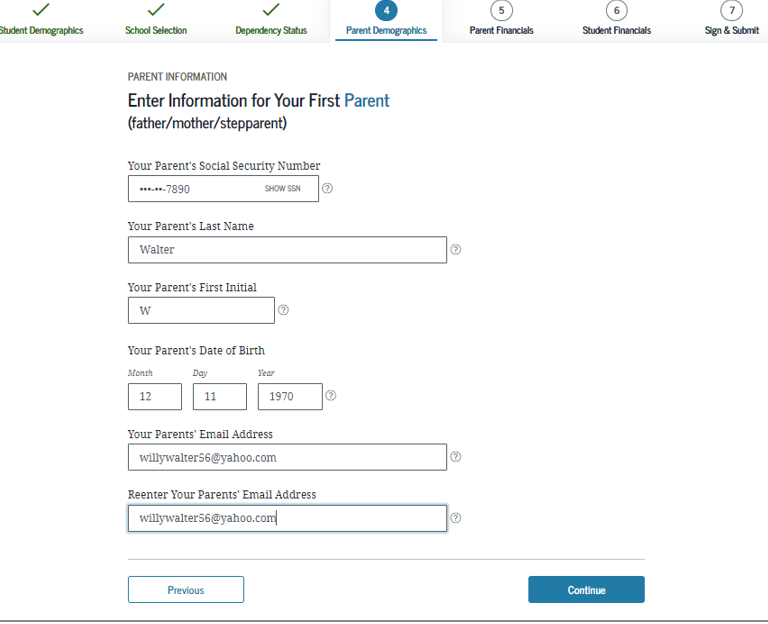 4 5 6 7
Student Demographics School Selection Dependency Status Parent Demographics Parent Financials Student Financials Sign & Submit
PARENT INFORMATION
Enter Information for Your First Parent
(father/mother/stepparent)
Your Parent's Social Security Number
•••-••-7890 SHOW SSN ?
Your Parent's Last Name
Walter ?
Your Parent's First Initial
W ?
Your Parent's Date of Birth
Month Day Year
12 11 1970 ?
Your Parents' Email Address
willywalter56@yahoo.com ?
Reenter Your Parents' Email Address
willywalter56@yahoo.com ?
Previous Continue